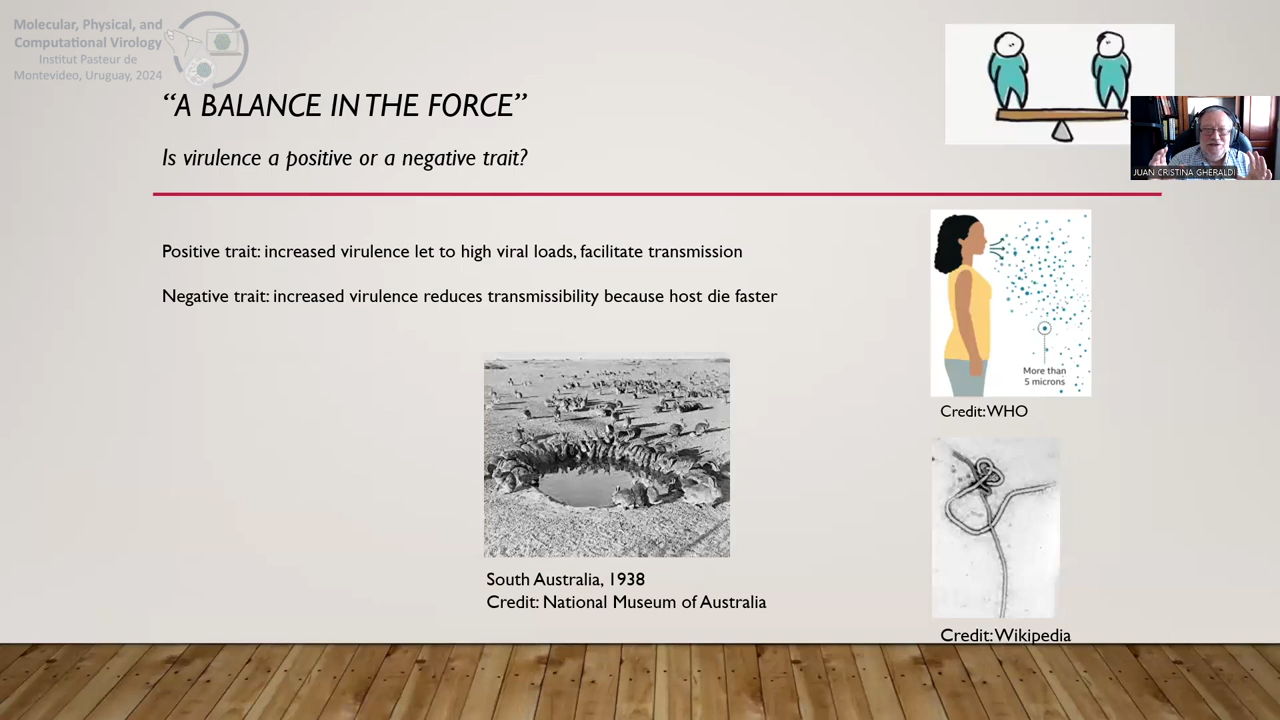 Molecular, Physical, and
Computational Virology
Institut Pasteur de
Montevideo, Uruguay, 2024
“A BALANCE IN THE FORCE”
Is virulence a positive or a negative trait?
JUAN CRISTINA GHERALDI
Positive trait: increased virulence let to high viral loads, facilitate transmission
Negative trait: increased virulence reduces transmissibility because host die faster
More than
5 microns
Credit: WHO
South Australia, 1938
Credit: National Museum of Australia
Credit: Wikipedia